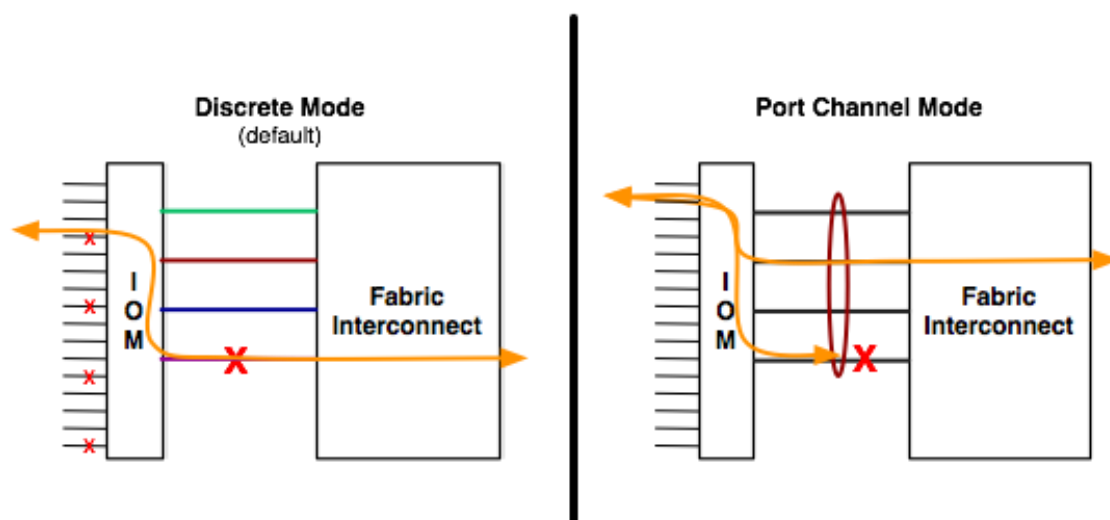 Discrete Mode
(default)
I
O
M
Fabric
Interconnect
X
X
X
X
X
Port Channel Mode
I
O
M
Fabric
Interconnect
X